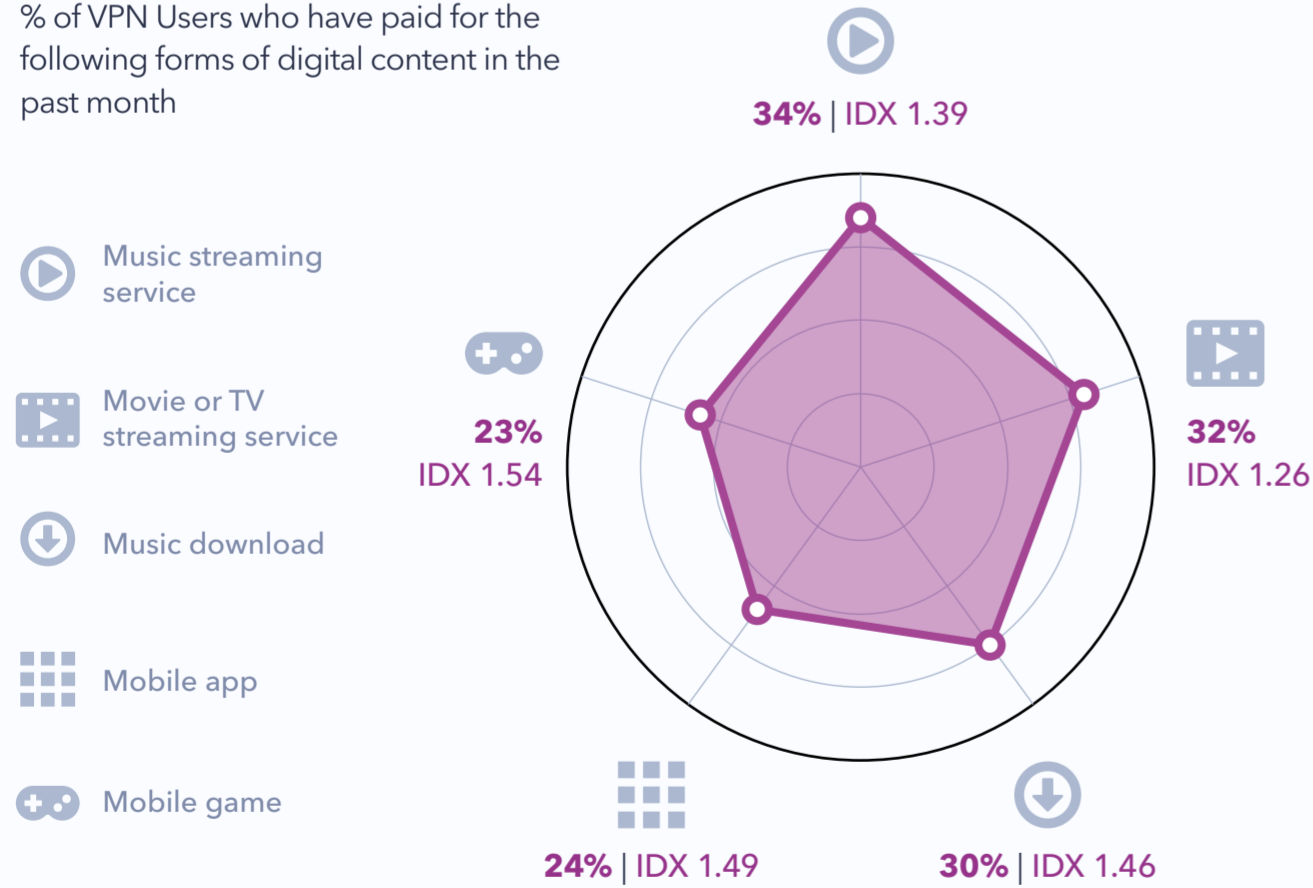 % of VPN Users who have paid for the
following forms of digital content in the
past month
34% | IDX 1.39
Music streaming
service
Movie or TV
streaming service
Music download
Mobile app
Mobile game
23%
IDX 1.54
32%
IDX 1.26
24% | IDX 1.49
30% | IDX 1.46